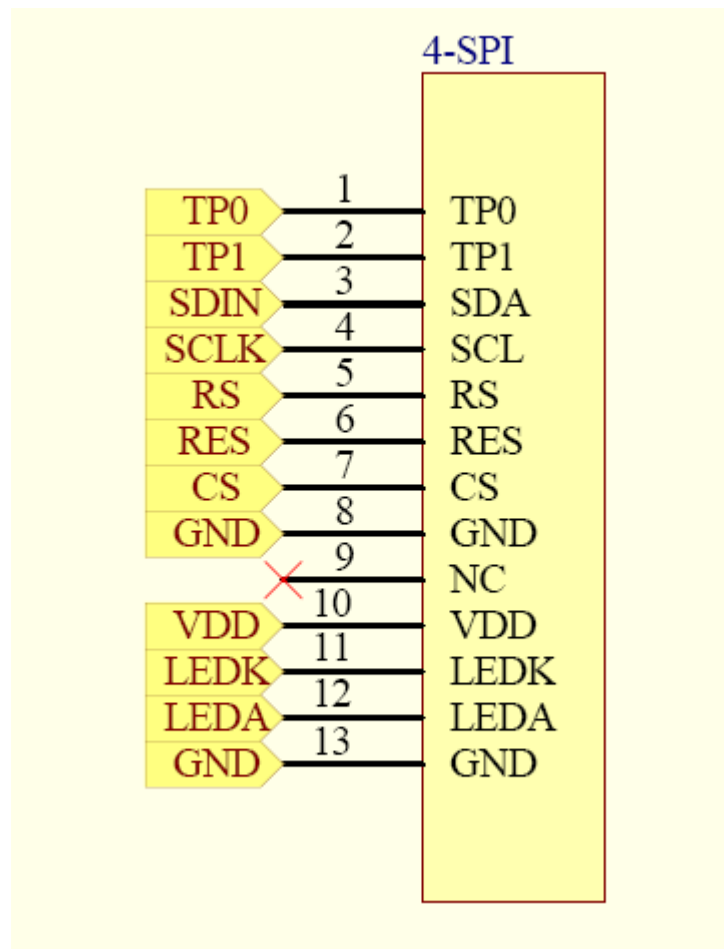 4-SPI
TP0 1 TP0
TP1 2 TP1
SDIN 3 SDA
SCLK 4 SCL
RS 5 RS
RES 6 RES
CS 7 CS
GND 8 GND
9 NC
VDD 10 VDD
LEDK 11 LEDK
LEDA 12 LEDA
GND 13 GND